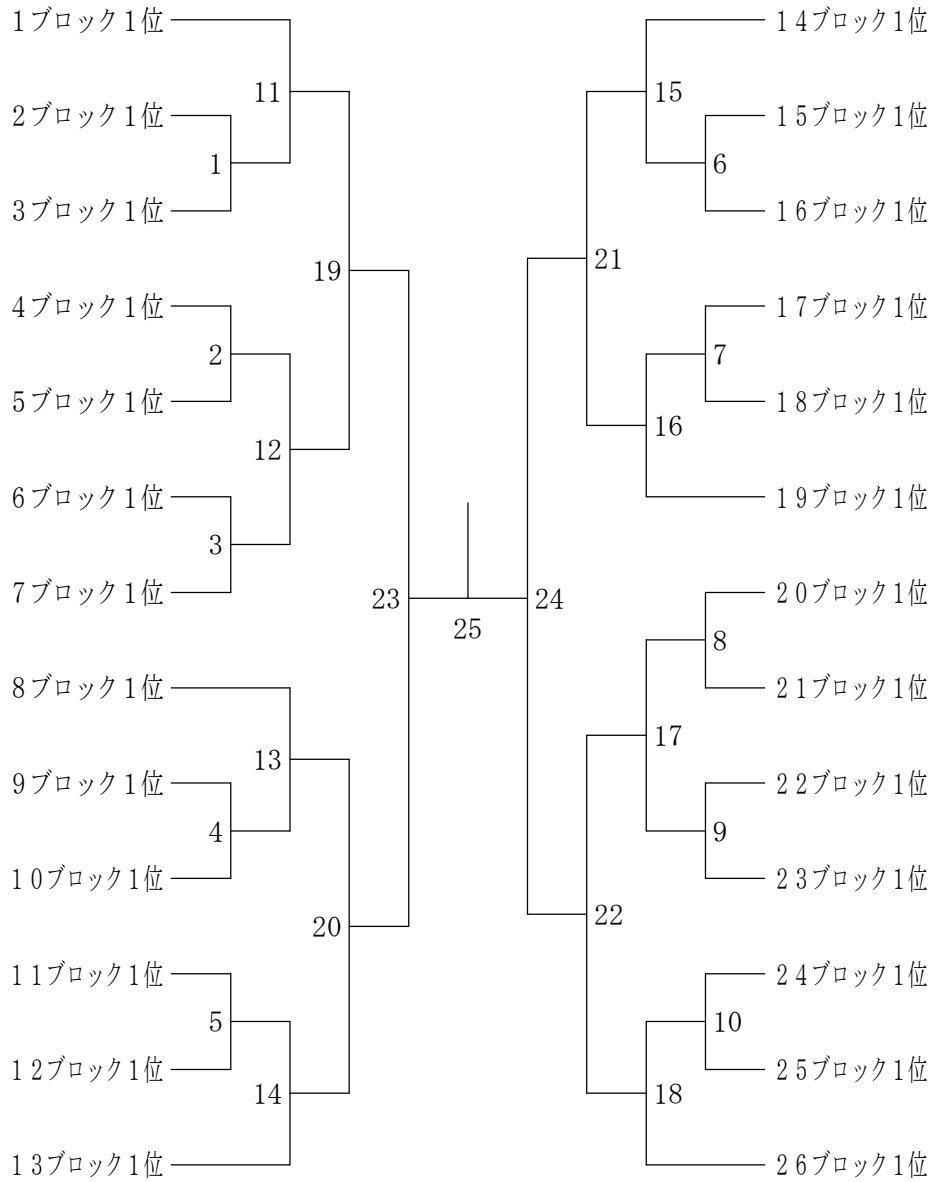 1ブロック1位
14ブロック1位
11
15
2ブロック1位
15ブロック1位
1
6
3ブロック1位
16ブロック1位
21
19
4ブロック1位
17ブロック1位
2
7
5ブロック1位
18ブロック1位
16
12
6ブロック1位
19ブロック1位
3
7ブロック1位
20ブロック1位
23
24
25
8
8ブロック1位
21ブロック1位
17
13
9ブロック1位
22ブロック1位
4
9
10ブロック1位
23ブロック1位
22
20
11ブロック1位
24ブロック1位
5
10
12ブロック1位
25ブロック1位
14
18
13ブロック1位
26ブロック1位